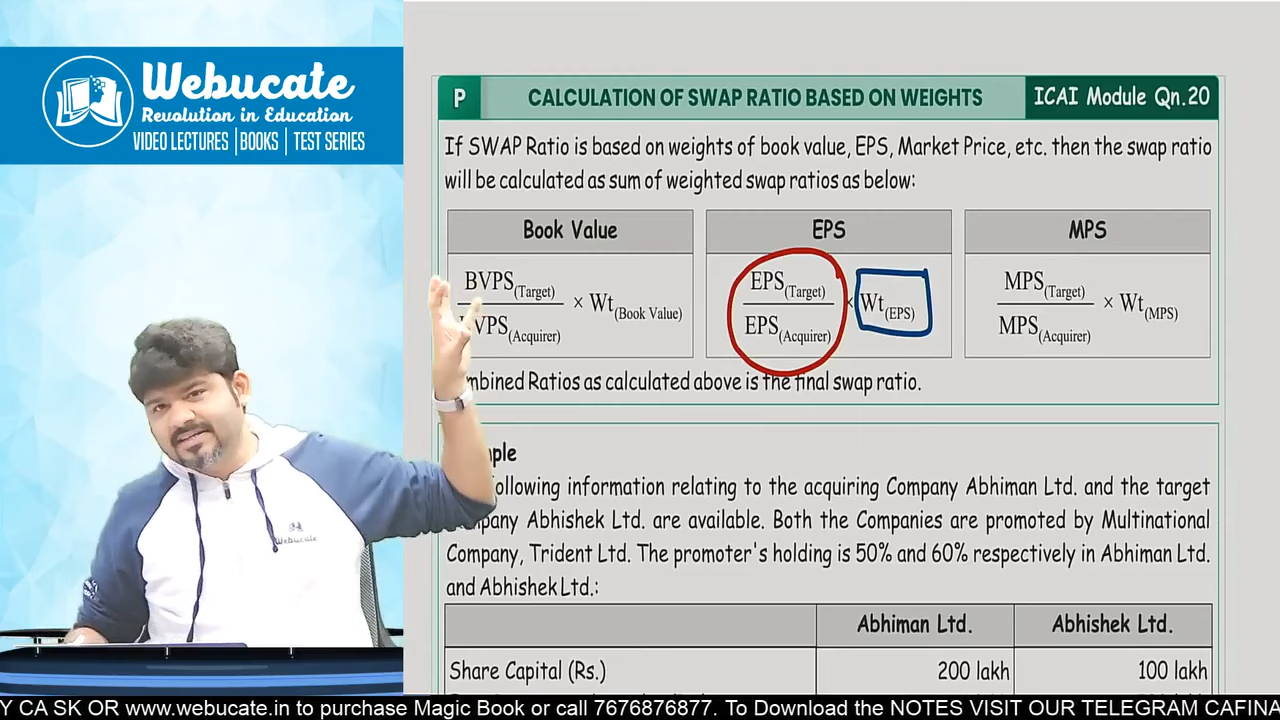 Webucate
Revolution in Education
VIDEO LECTURES | BOOKS | TEST SERIES
P
CALCULATION OF SWAP RATIO BASED ON WEIGHTS
ICAI Module Qn.20
If SWAP Ratio is based on weights of book value, EPS, Market Price, etc. then the swap ratio
will be calculated as sum of weighted swap ratios as below:
Book Value
EPS
MPS
BVPS(Target)
VPS(Acquirer)
× Wt(Book Value)
EPS(Target)
EPS(Acquirer)
× Wt(EPS)
MPS(Target)
MPS(Acquirer)
× Wt(MPS)
Ratios as calculated above is the final swap ratio.
following information relating to the acquiring Company Abhiman Ltd. and the target
Abhishek Ltd. are available. Both the Companies are promoted by Multinational
Company, Trident Ltd. The promoter's holding is 50% and 60% respectively in Abhiman Ltd.
and Abhishek Ltd.:
Abhiman Ltd.
Abhishek Ltd.
Share Capital (Rs.)
200 lakh
100 lakh
Webucate
Y CA SK OR www.webucate.in to purchase Magic Book or call 7676876877. To Download the NOTES VISIT OUR TELEGRAM CAFINA